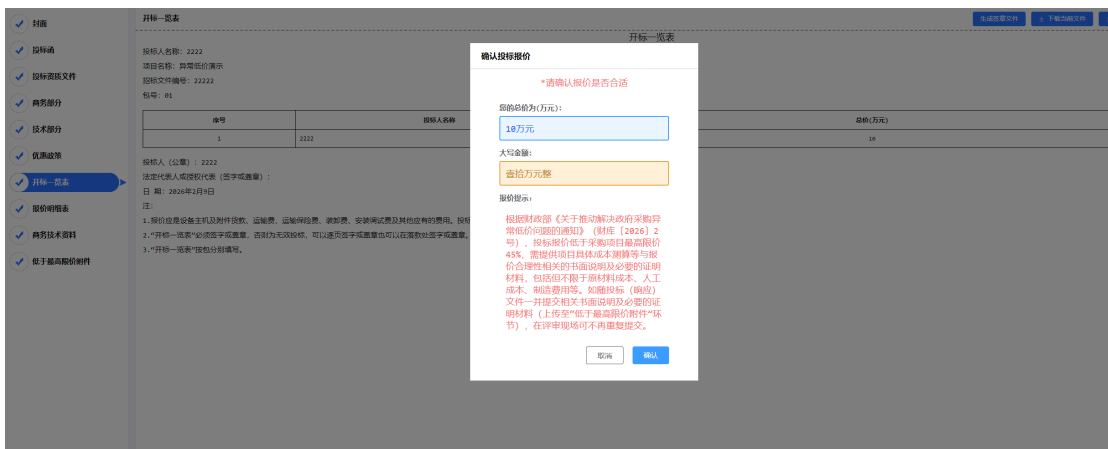 封面
投标函
投标资质文件
商务部分
技术部分
优惠政策
开标一览表
报价明细表
商务技术资料
低于最高限价附件
开标一览表
生成签章文件
下载当前文件
开标一览表
投标人名称: 2222
项目名称: 异常低价演示
招标文件编号: 22222
包号: 01
序号
投标人名称
总价(万元)
1
2222
10
投标人(公章): 2222
法定代表人或授权代表(签字或盖章):
日 期: 2026年2月9日
注:
1.报价应是设备主机及附件货款、运输费、运输保险费、装卸费、安装调试费及其他应有的费用。投标
2."开标一览表"必须签字或盖章, 否则为无效投标、可以逐页签字或盖章也可以在落款处签字或盖章。
3."开标一览表"按包分别填写。
确认投标报价
*请确认报价是否合适
您的总价为(万元):
10万元
大写金额:
壹拾万元整
报价提示:
根据财政部《关于推动解决政府采购异
常低价问题的通知》(财库〔2026〕2
号), 投标报价低于采购项目最高限价
45%, 需提供项目具体成本测算等与报
价合理性相关的书面说明及必要的证明
材料, 包括但不限于原材料成本、人工
成本、制造费用等。如随投标(响应)
文件一并提交相关书面说明及必要的证
明材料(上传至"低于最高限价附件"环
节), 在评审现场可不再重复提交。
取消
确认